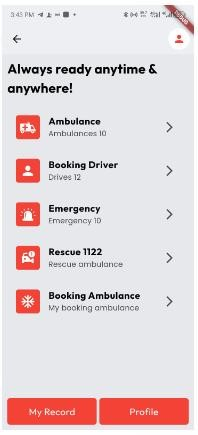 3:43 PM
DEBUG
Always ready anytime &
anywhere!
Ambulance
Ambulances 10
Booking Driver
Drives 12
Emergency
Emergency 10
Rescue 1122
Rescue ambulance
Booking Ambulance
My booking ambulance
My Record
Profile